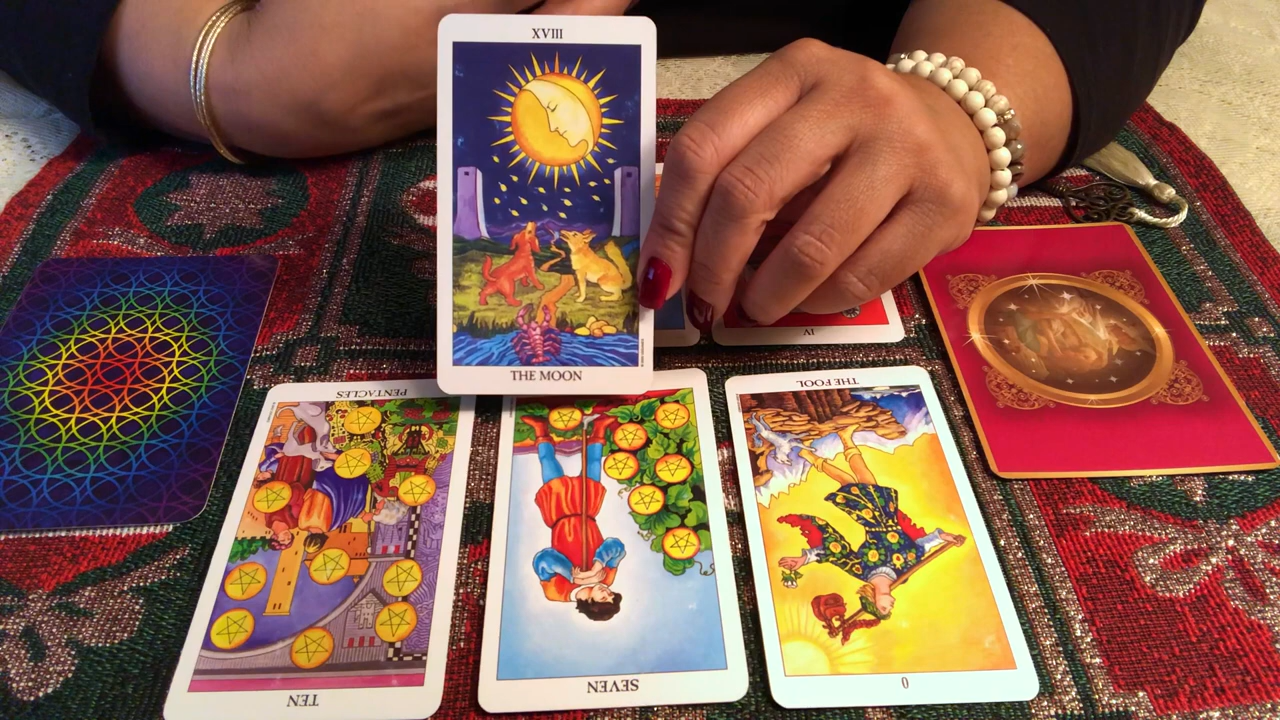 XVIII
THE MOON
IV
PENTACLES
THE FOOL
TEN
SEVEN
0